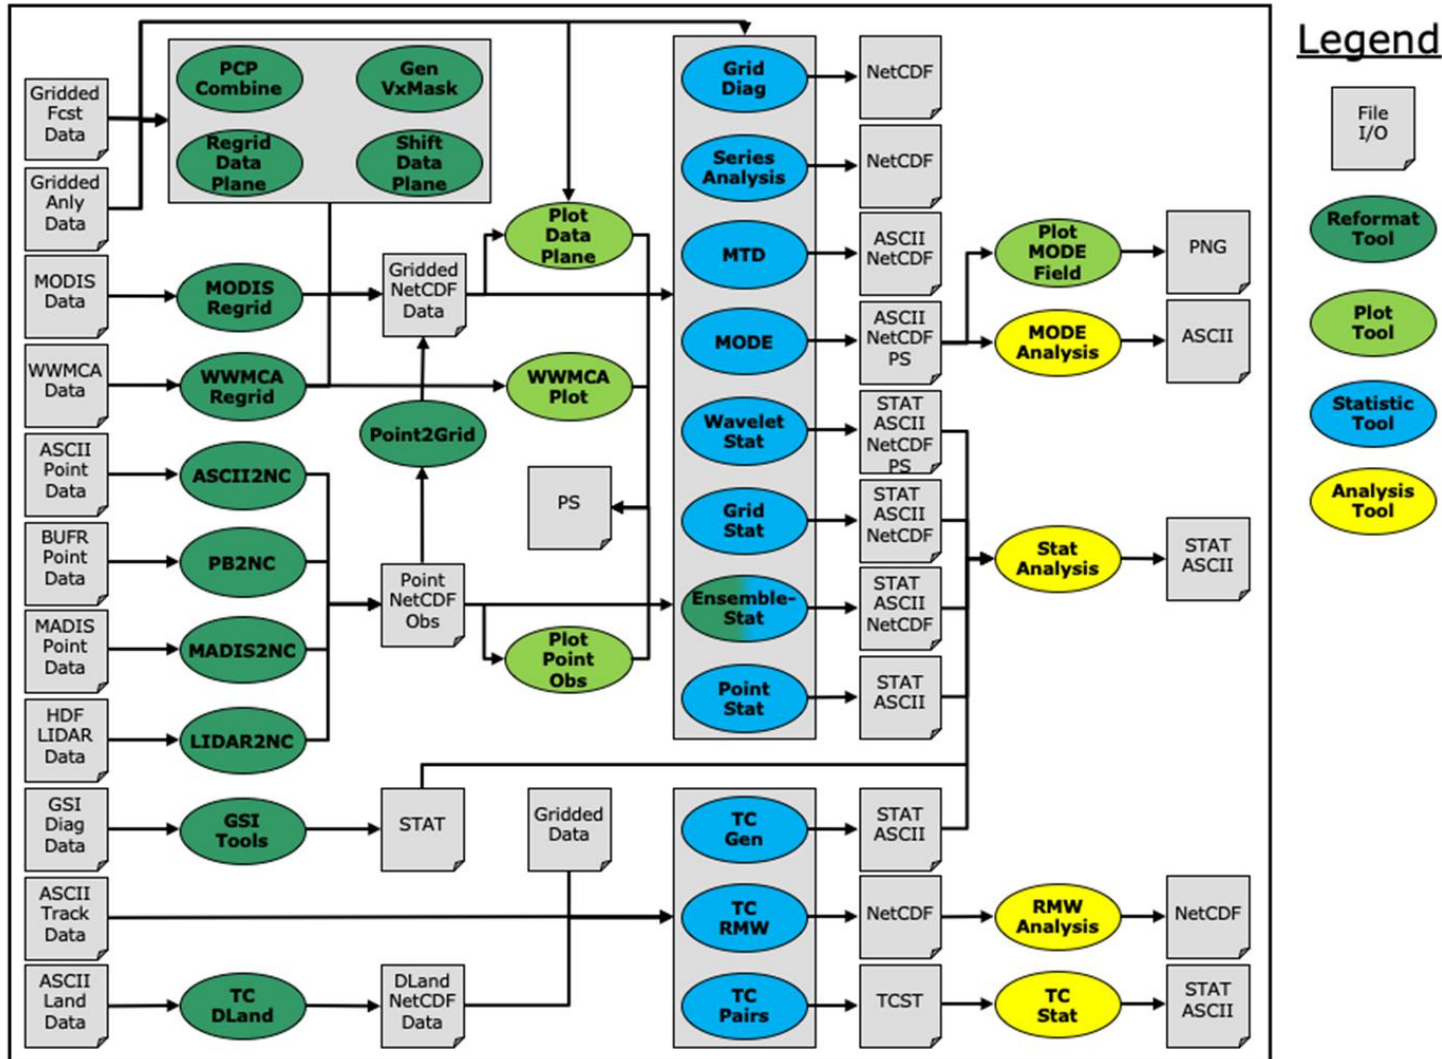 Legend
File
I/O
Reformat
Tool
Plot
Tool
Statistic
Tool
Analysis
Tool
Gridded
Fcst
Data
Gridded
Anly
Data
MODIS
Data
WWMCA
Data
ASCII
Point
Data
BUFR
Point
Data
MADIS
Point
Data
HDF
LIDAR
Data
GSI
Diag
Data
ASCII
Track
Data
ASCII
Land
Data
PCP
Combine
Gen
VxMask
Regrid
Data
Plane
Shift
Data
Plane
MODIS
Regrid
WWMCA
Regrid
ASCII2NC
PB2NC
MADIS2NC
LIDAR2NC
GSI
Tools
TC
DLand
Gridded
NetCDF
Data
Point2Grid
Point
NetCDF
Obs
STAT
DLand
NetCDF
Data
Plot
Data
Plane
WWMCA
Plot
PS
Plot
Point
Obs
Gridded
Data
Grid
Diag
Series
Analysis
MTD
MODE
Wavelet
Stat
Grid
Stat
Ensemble-
Stat
Point
Stat
TC
Gen
TC
RMW
TC
Pairs
NetCDF
NetCDF
ASCII
NetCDF
ASCII
NetCDF
PS
STAT
ASCII
NetCDF
PS
STAT
ASCII
NetCDF
STAT
ASCII
NetCDF
STAT
ASCII
STAT
ASCII
NetCDF
TCST
Plot
MODE
Field
MODE
Analysis
Stat
Analysis
RMW
Analysis
TC
Stat
PNG
ASCII
STAT
ASCII
NetCDF
STAT
ASCII